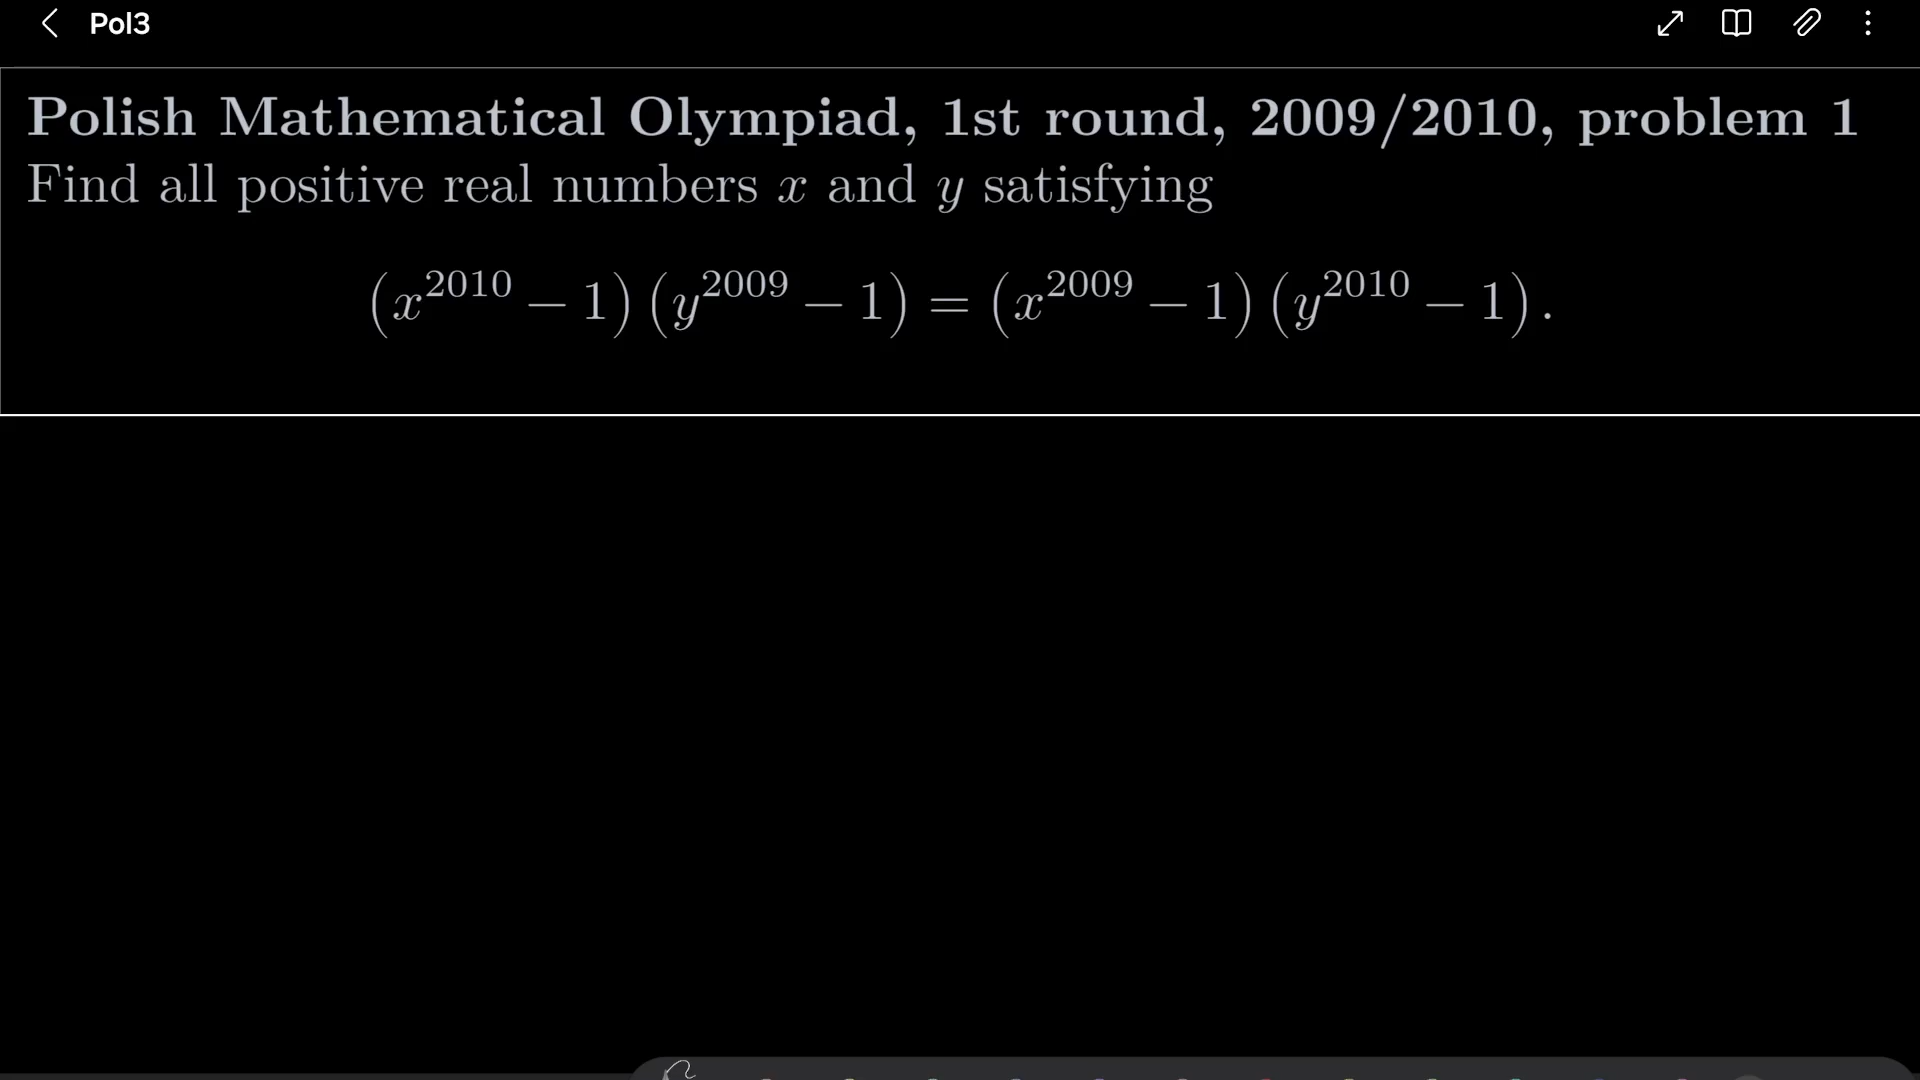 Pol3
Polish Mathematical Olympiad, 1st round, 2009/2010, problem 1
Find all positive real numbers x and y satisfying
(x^{2010} − 1) (y^{2009} − 1) = (x^{2009} − 1) (y^{2010} − 1) .